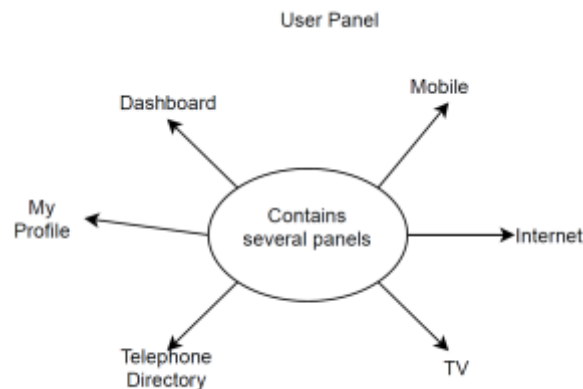 User Panel
Mobile
Dashboard
My
Profile
Contains
several panels
Internet
Telephone
Directory
TV